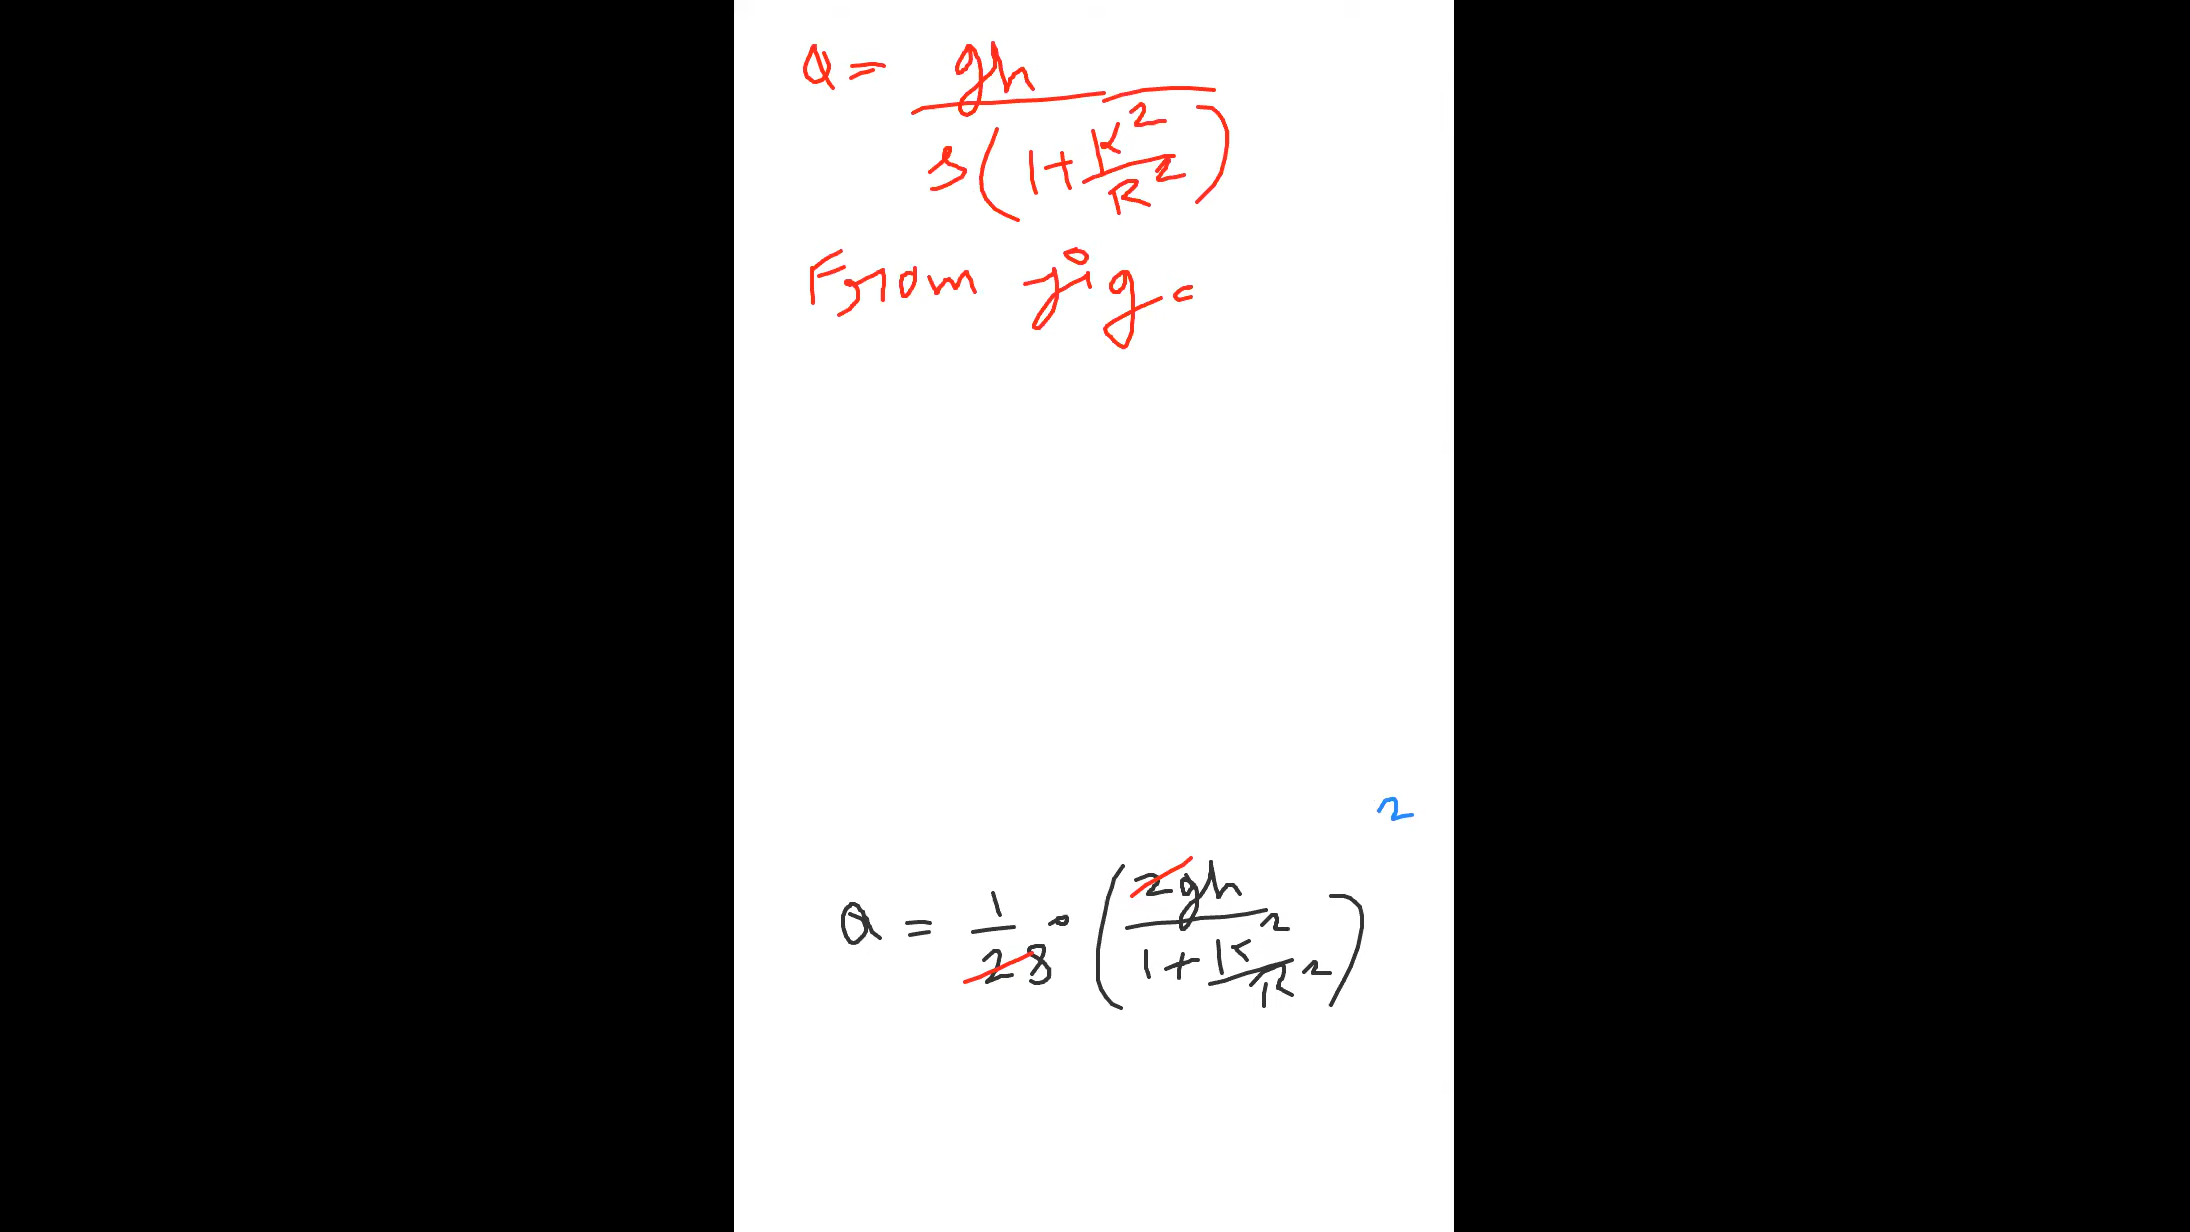 a = gh / s(1 + K² / R²)
From fig.
2
a = 1 / 2s · (2gh / 1 + K² / R²)